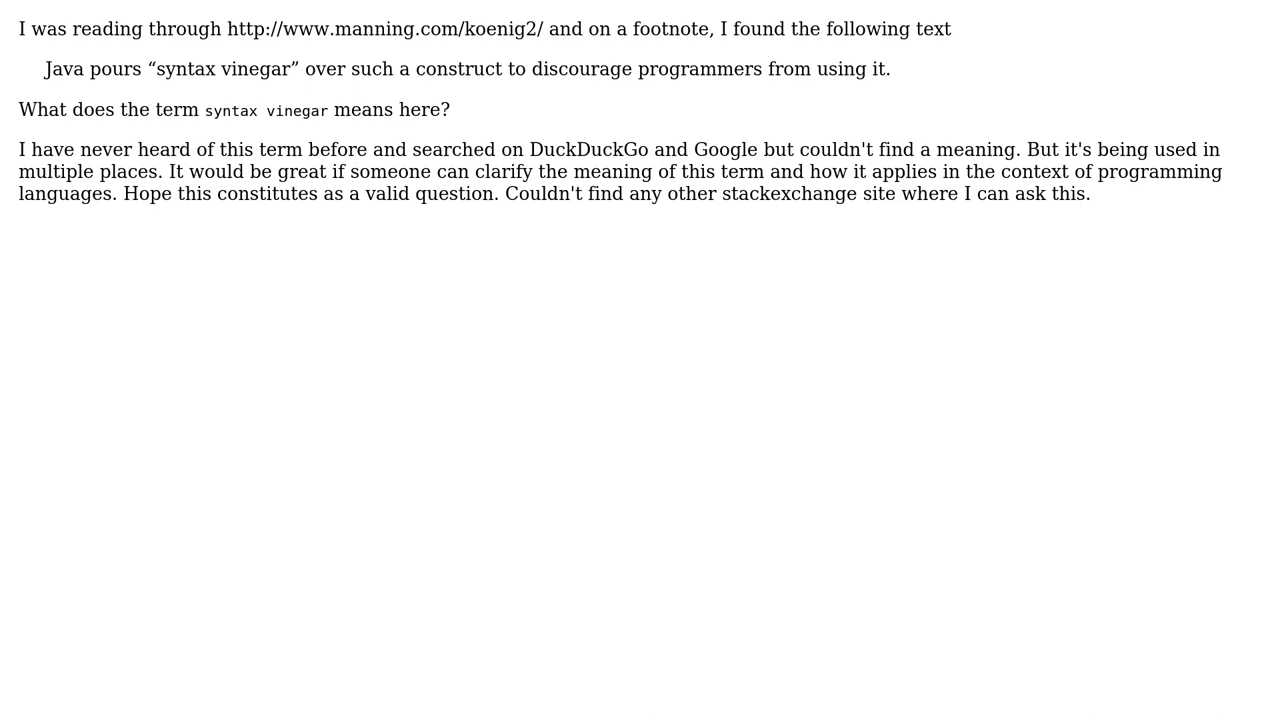 I was reading through http://www.manning.com/koenig2/ and on a footnote, I found the following text
Java pours “syntax vinegar” over such a construct to discourage programmers from using it.
What does the term syntax vinegar means here?
I have never heard of this term before and searched on DuckDuckGo and Google but couldn't find a meaning. But it's being used in
multiple places. It would be great if someone can clarify the meaning of this term and how it applies in the context of programming
languages. Hope this constitutes as a valid question. Couldn't find any other stackexchange site where I can ask this.